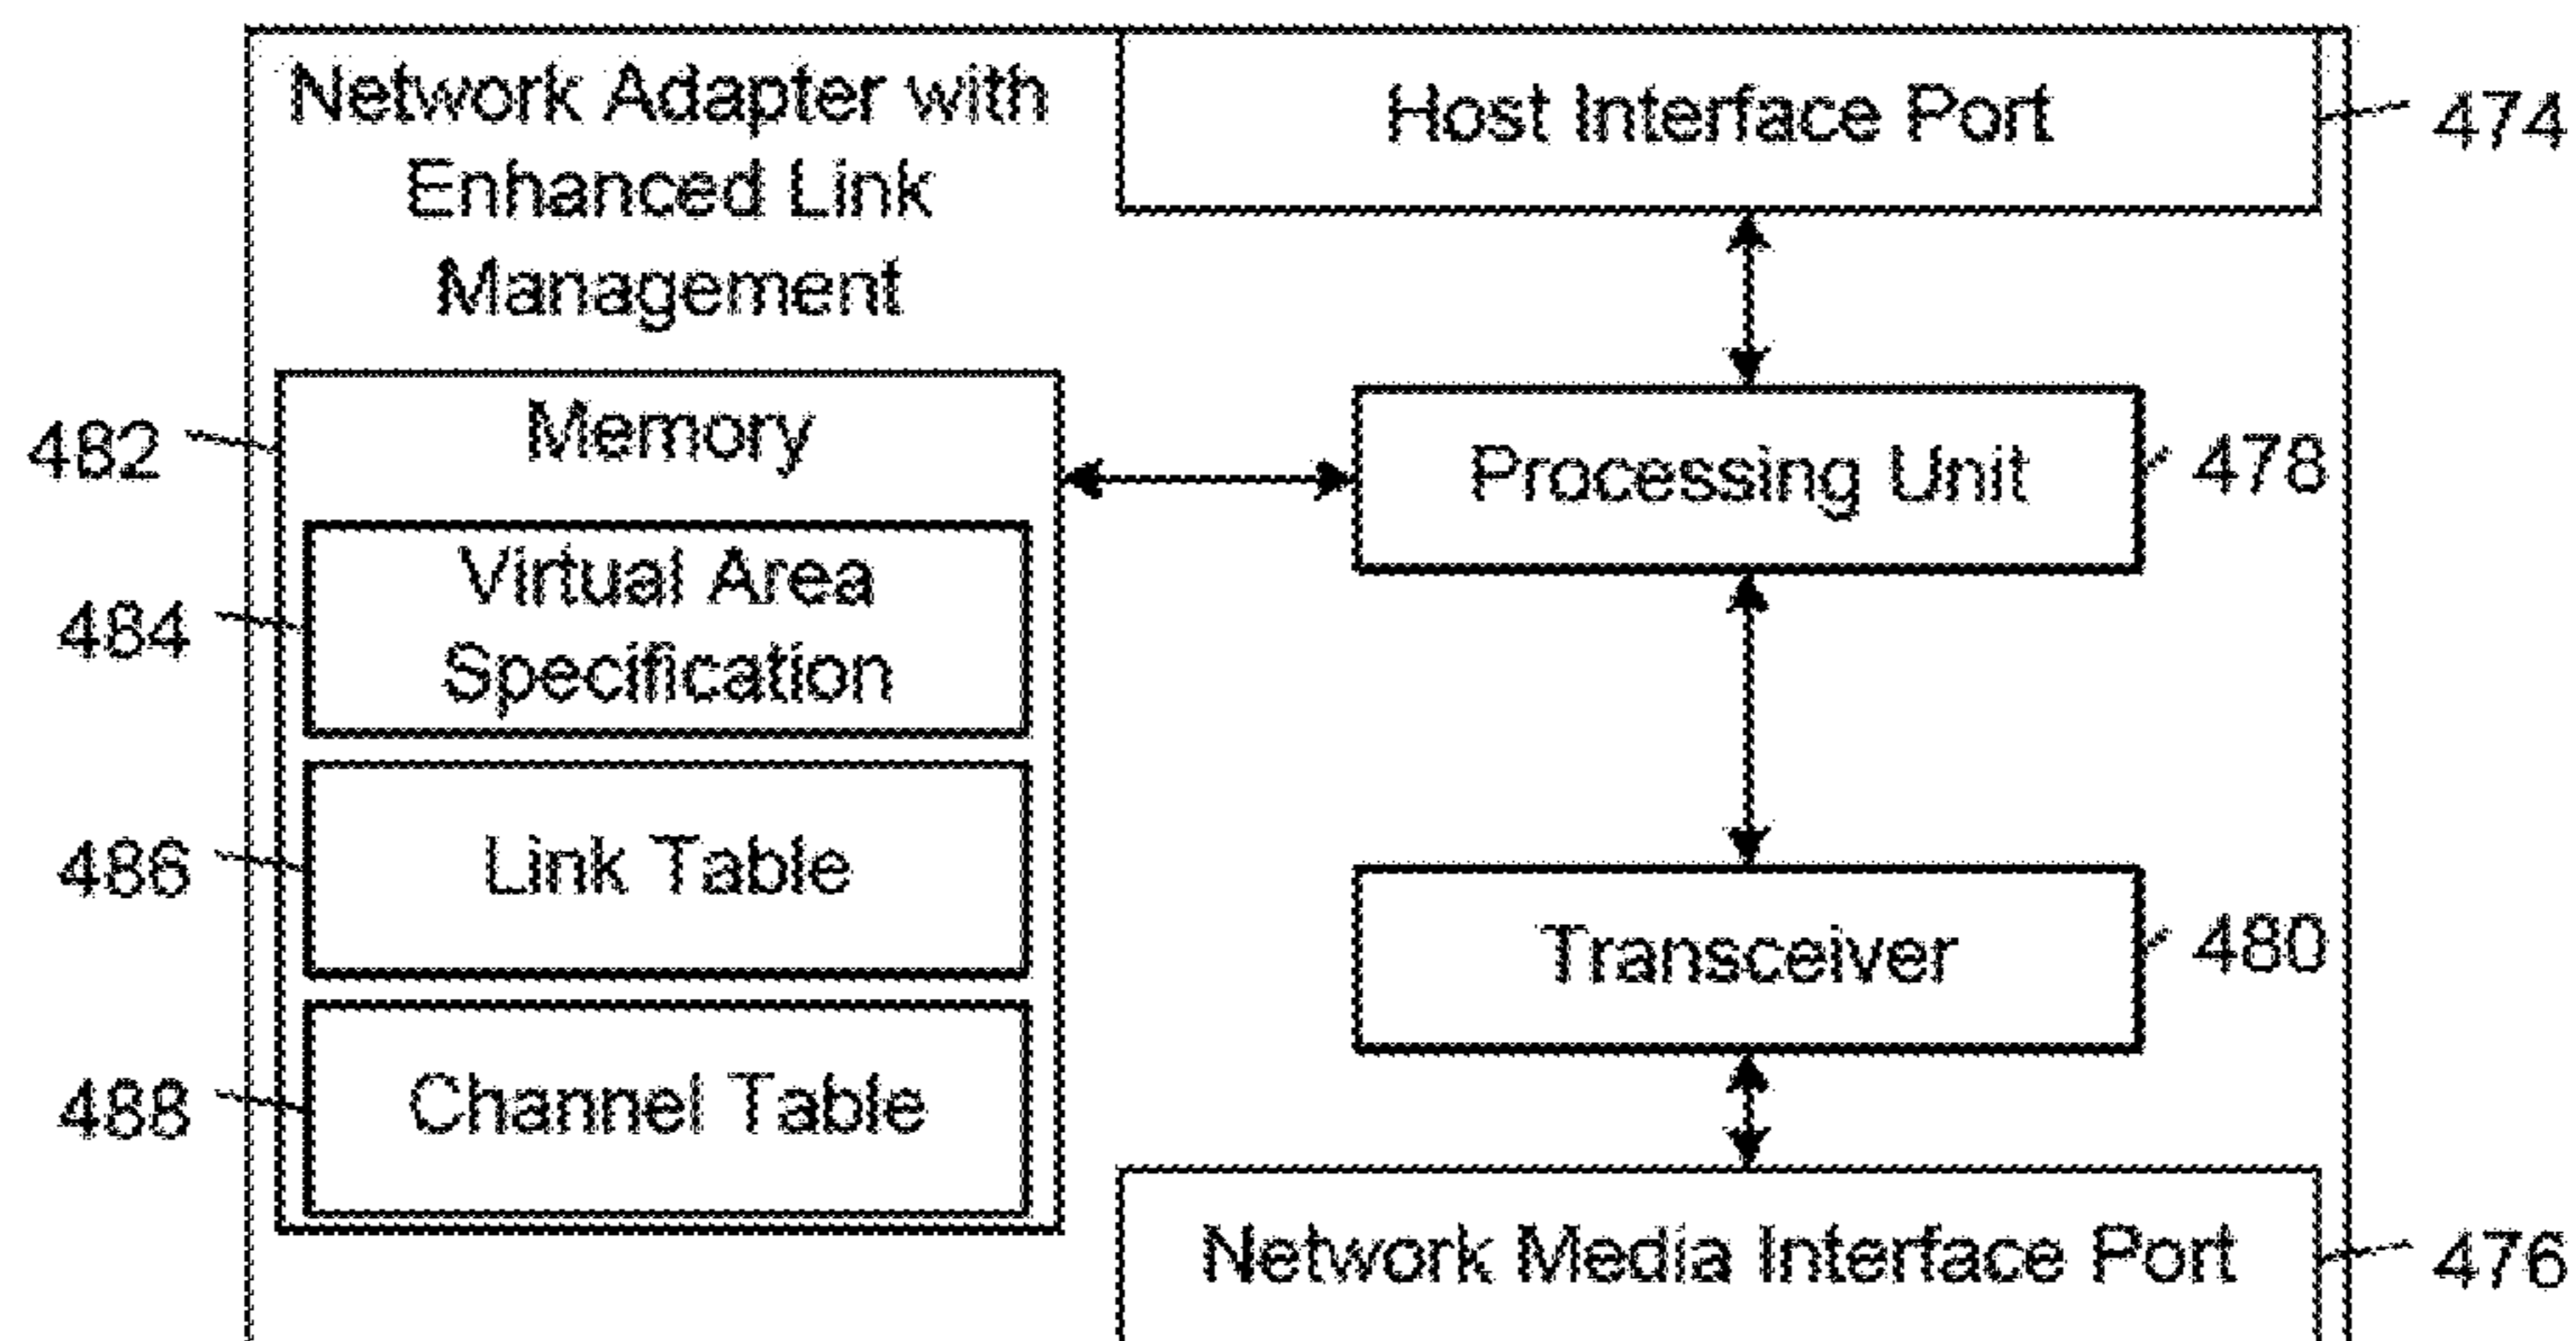 Network Adapter with
Enhanced Link
Management
Host Interface Port
474
482
Memory
Processing Unit
478
484
Virtual Area
Specification
486
Link Table
Transceiver
480
488
Channel Table
Network Media Interface Port
476